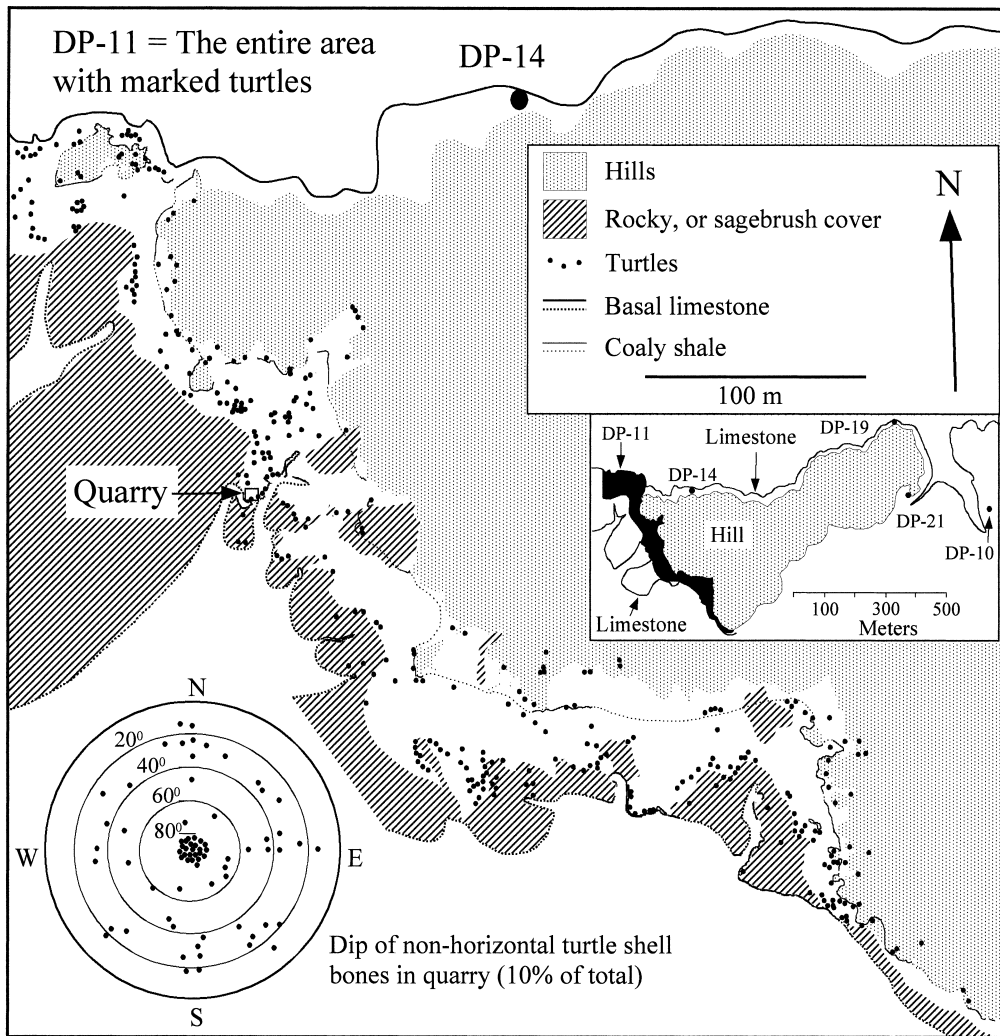 DP-11 = The entire area
with marked turtles
DP-14
Hills
Rocky, or sagebrush cover
Turtles
Basal limestone
Coaly shale
100 m
N
DP-19
DP-11
Limestone
DP-14
Hill
DP-21
DP-10
Limestone
100 300 500
Meters
Quarry
N
20⁰
40⁰
60⁰
80⁰
W
E
S
Dip of non-horizontal turtle shell
bones in quarry (10% of total)